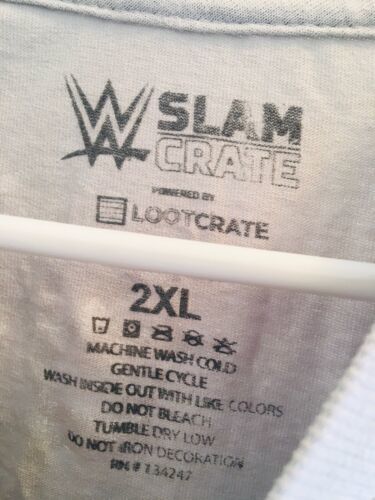 W
SLAM
CRATE
POWERED BY
LOOTCRATE
2XL
MACHINE WASH COLD
GENTLE CYCLE
WASH INSIDE OUT WITH LIKE COLORS
DO NOT BLEACH
TUMBLE DRY LOW
DO NOT IRON DECORATION
RN # 134247